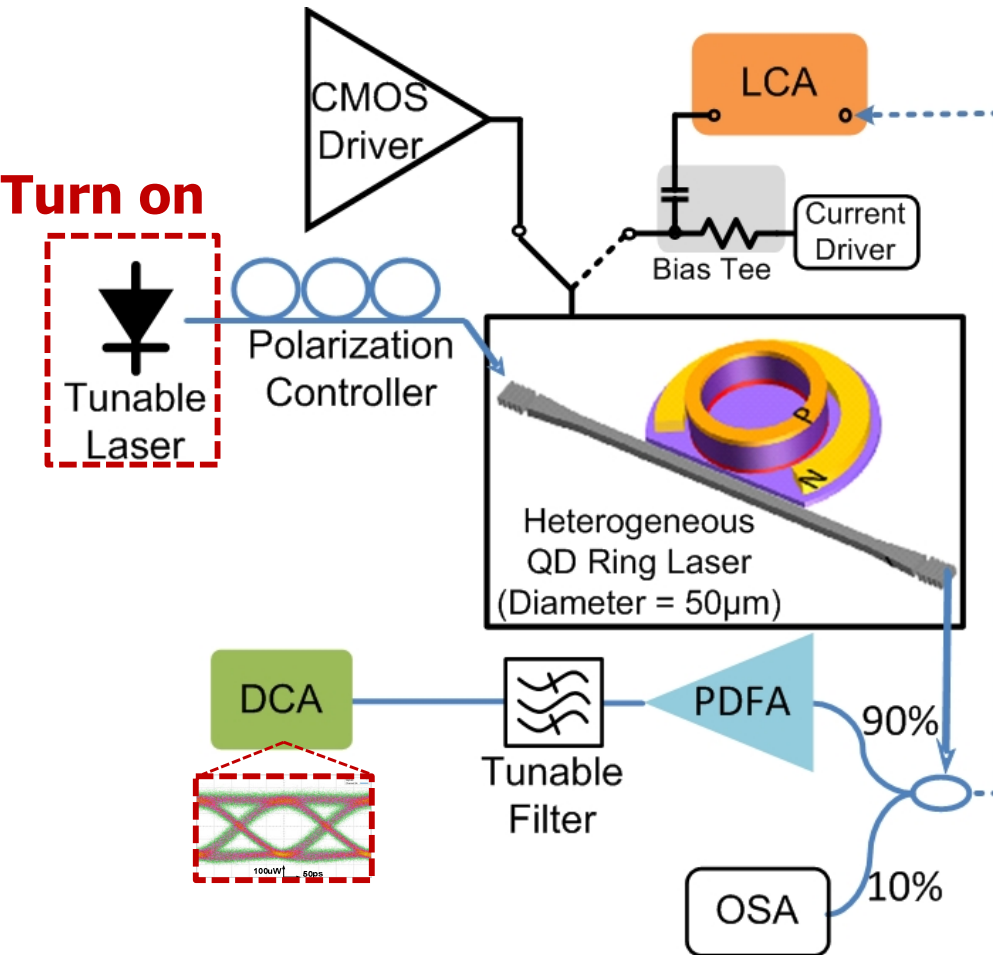 CMOS
Driver
LCA
Turn on
Current
Driver
Bias Tee
Polarization
Controller
Tunable
Laser
P
N
Heterogeneous
QD Ring Laser
(Diameter = 50μm)
DCA
PDFA
90%
Tunable
Filter
100uW
50ps
10%
OSA